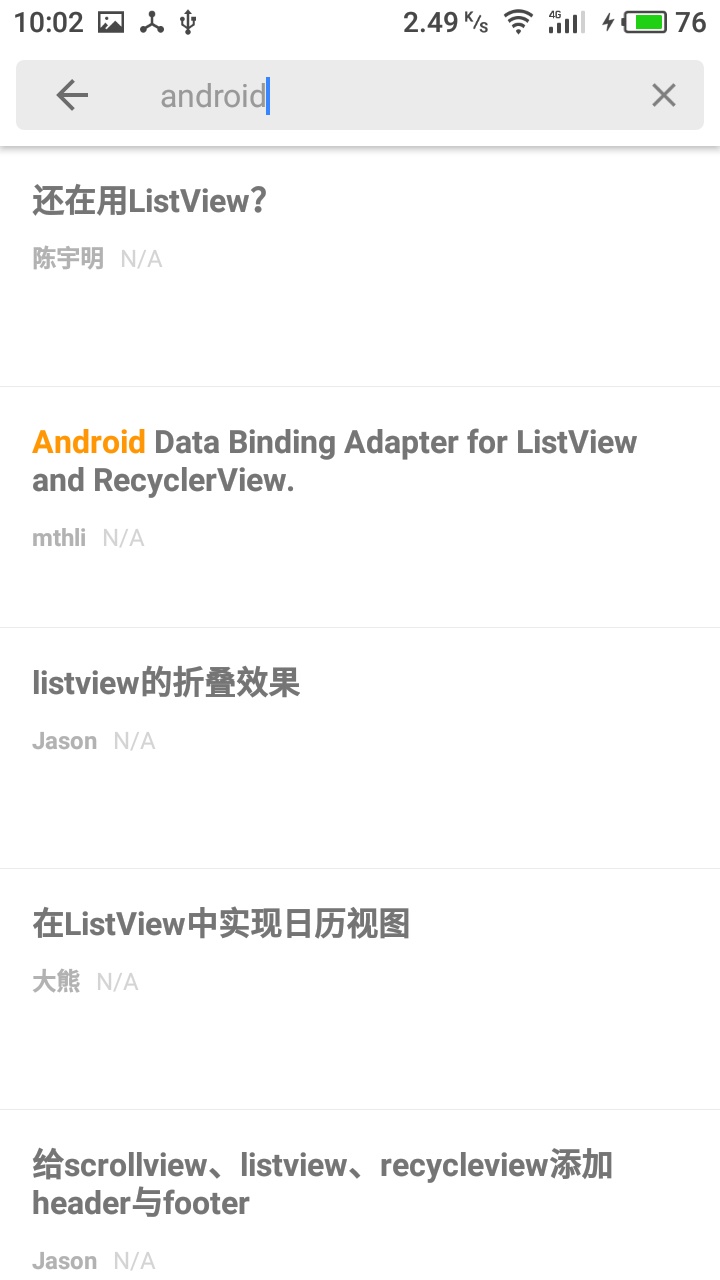 10:02 2.49 K/s 4G 76
android
还在用ListView？
陈宇明 N/A
Android Data Binding Adapter for ListView
and RecyclerView.
mthli N/A
listview的折叠效果
Jason N/A
在ListView中实现日历视图
大熊 N/A
给scrollview、listview、recycleview添加
header与footer
Jason N/A